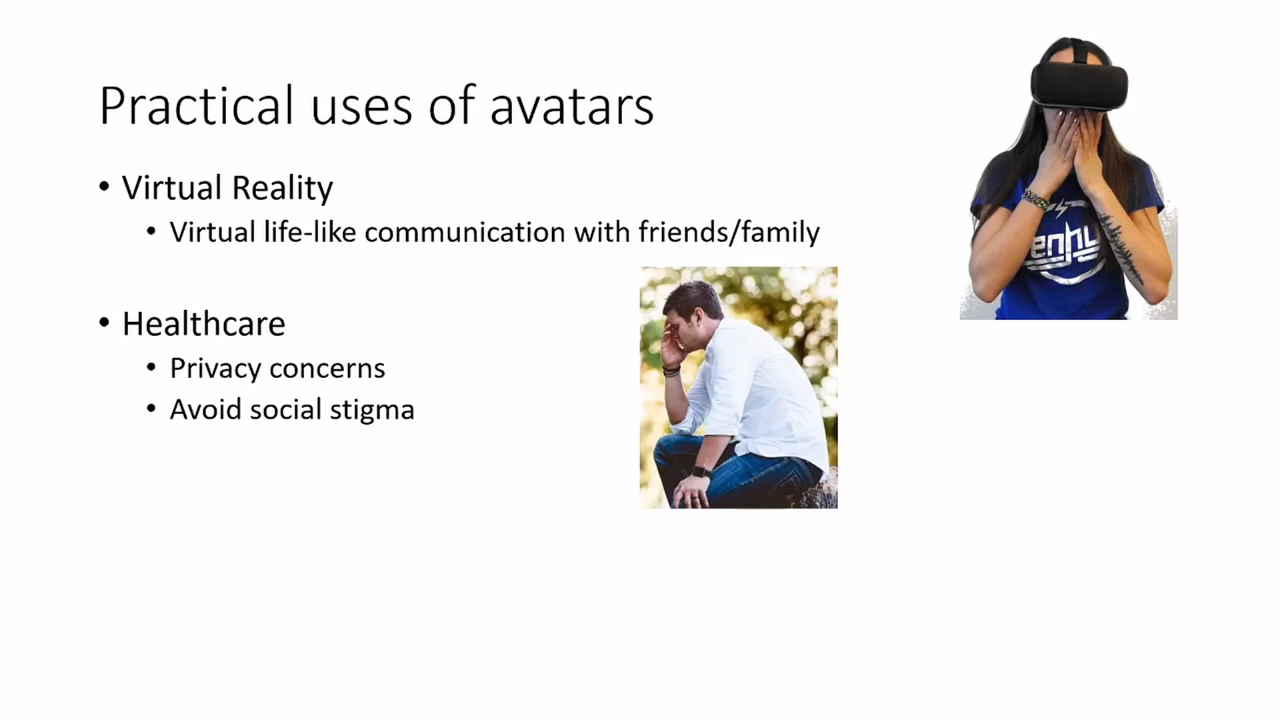 Practical uses of avatars
• Virtual Reality
• Virtual life-like communication with friends/family
• Healthcare
• Privacy concerns
• Avoid social stigma